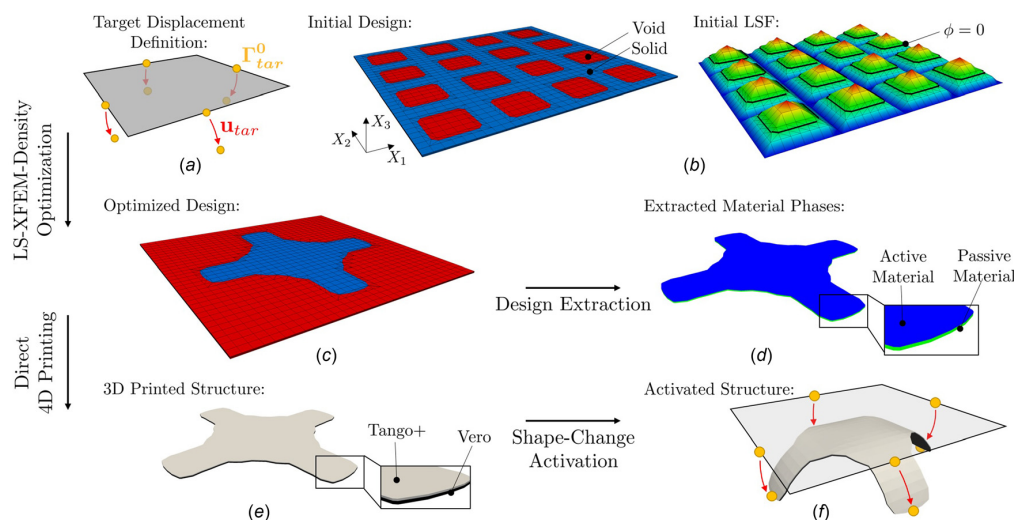 Target Displacement
Definition:
Γ⁰ₜₐᵣ
uₜₐᵣ
(a)
Initial Design:
Void
Solid
X₃
X₂
X₁
Initial LSF:
ϕ = 0
(b)
LS-XFEM-Density
Optimization
Optimized Design:
(c)
Design Extraction
Extracted Material Phases:
Active
Material
Passive
Material
(d)
Direct
4D Printing
3D Printed Structure:
Tango+
Vero
(e)
Shape-Change
Activation
Activated Structure:
(f)